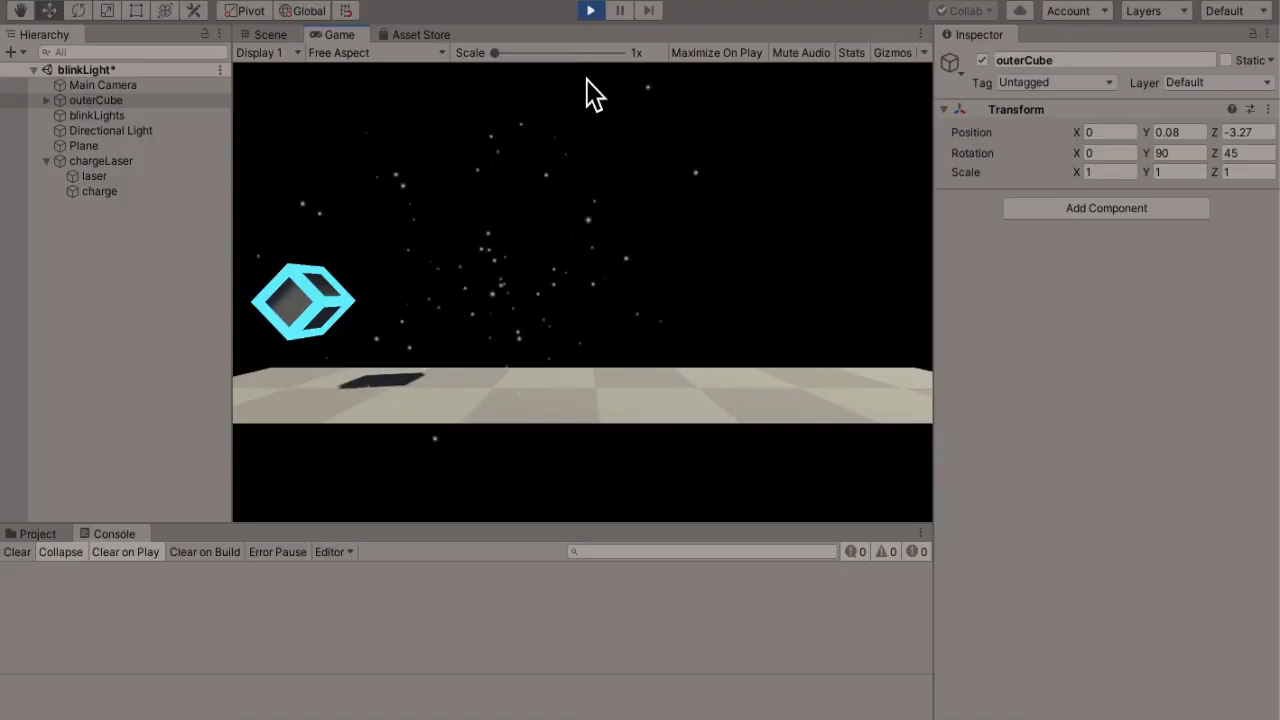 Pivot Global Collab Account Layers Default
Hierarchy Scene Game Asset Store Inspector
All Display 1 Free Aspect Scale 1x Maximize On Play Mute Audio Stats Gizmos
outerCube Static
blinkLight*
Tag Untagged Layer Default
Main Camera
outerCube
blinkLights
Directional Light
Plane
chargeLaser
laser
charge
Transform
Position X 0 Y 0.08 Z -3.27
Rotation X 0 Y 90 Z 45
Scale X 1 Y 1 Z 1
Add Component
Project Console
Clear Collapse Clear on Play Clear on Build Error Pause Editor 0 0 0